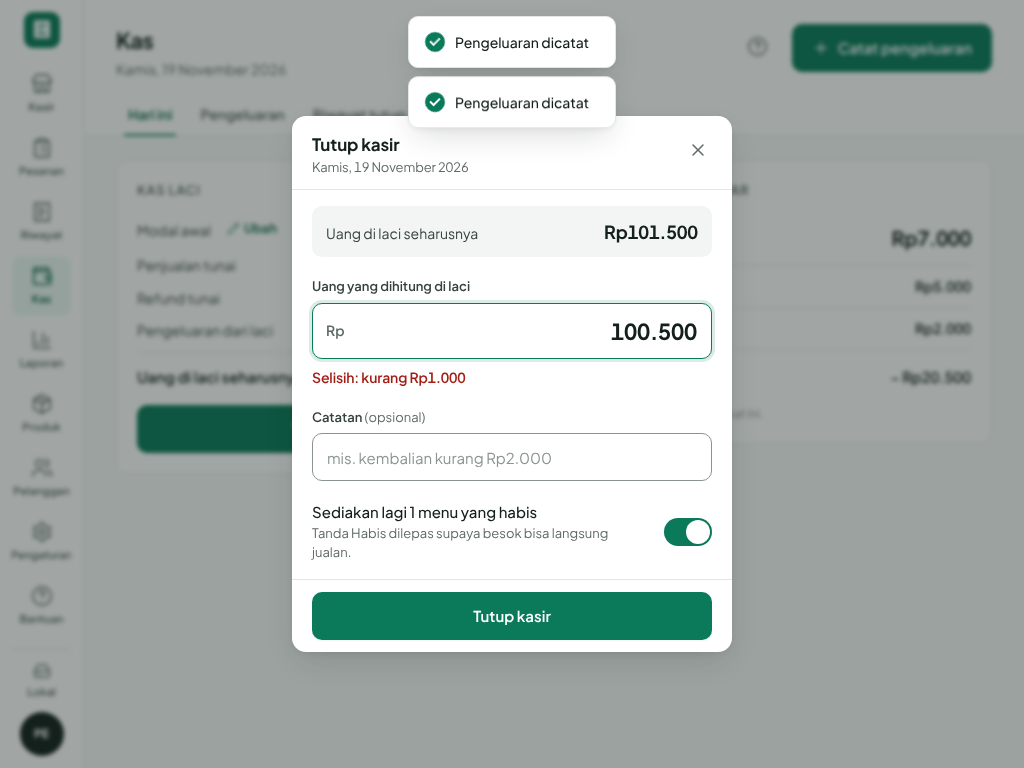 Pengeluaran dicatat
Pengeluaran dicatat
Kas
Kamis, 19 November 2026
Catat pengeluaran
Hari ini
Pengeluaran
Kasir
Pesanan
Riwayat
Kas
Laporan
Produk
Pelanggan
Pengaturan
Bantuan
Lokal
PE
KAS LACI
Modal awal
Ubah
Penjualan tunai
Refund tunai
Pengeluaran dari laci
Uang di laci seharusnya
Rp7.000
Rp5.000
Rp2.000
- Rp20.500
Tutup kasir
Kamis, 19 November 2026
Uang di laci seharusnya
Rp101.500
Uang yang dihitung di laci
Rp
100.500
Selisih: kurang Rp1.000
Catatan (opsional)
mis. kembalian kurang Rp2.000
Sediakan lagi 1 menu yang habis
Tanda Habis dilepas supaya besok bisa langsung
jualan.
Tutup kasir